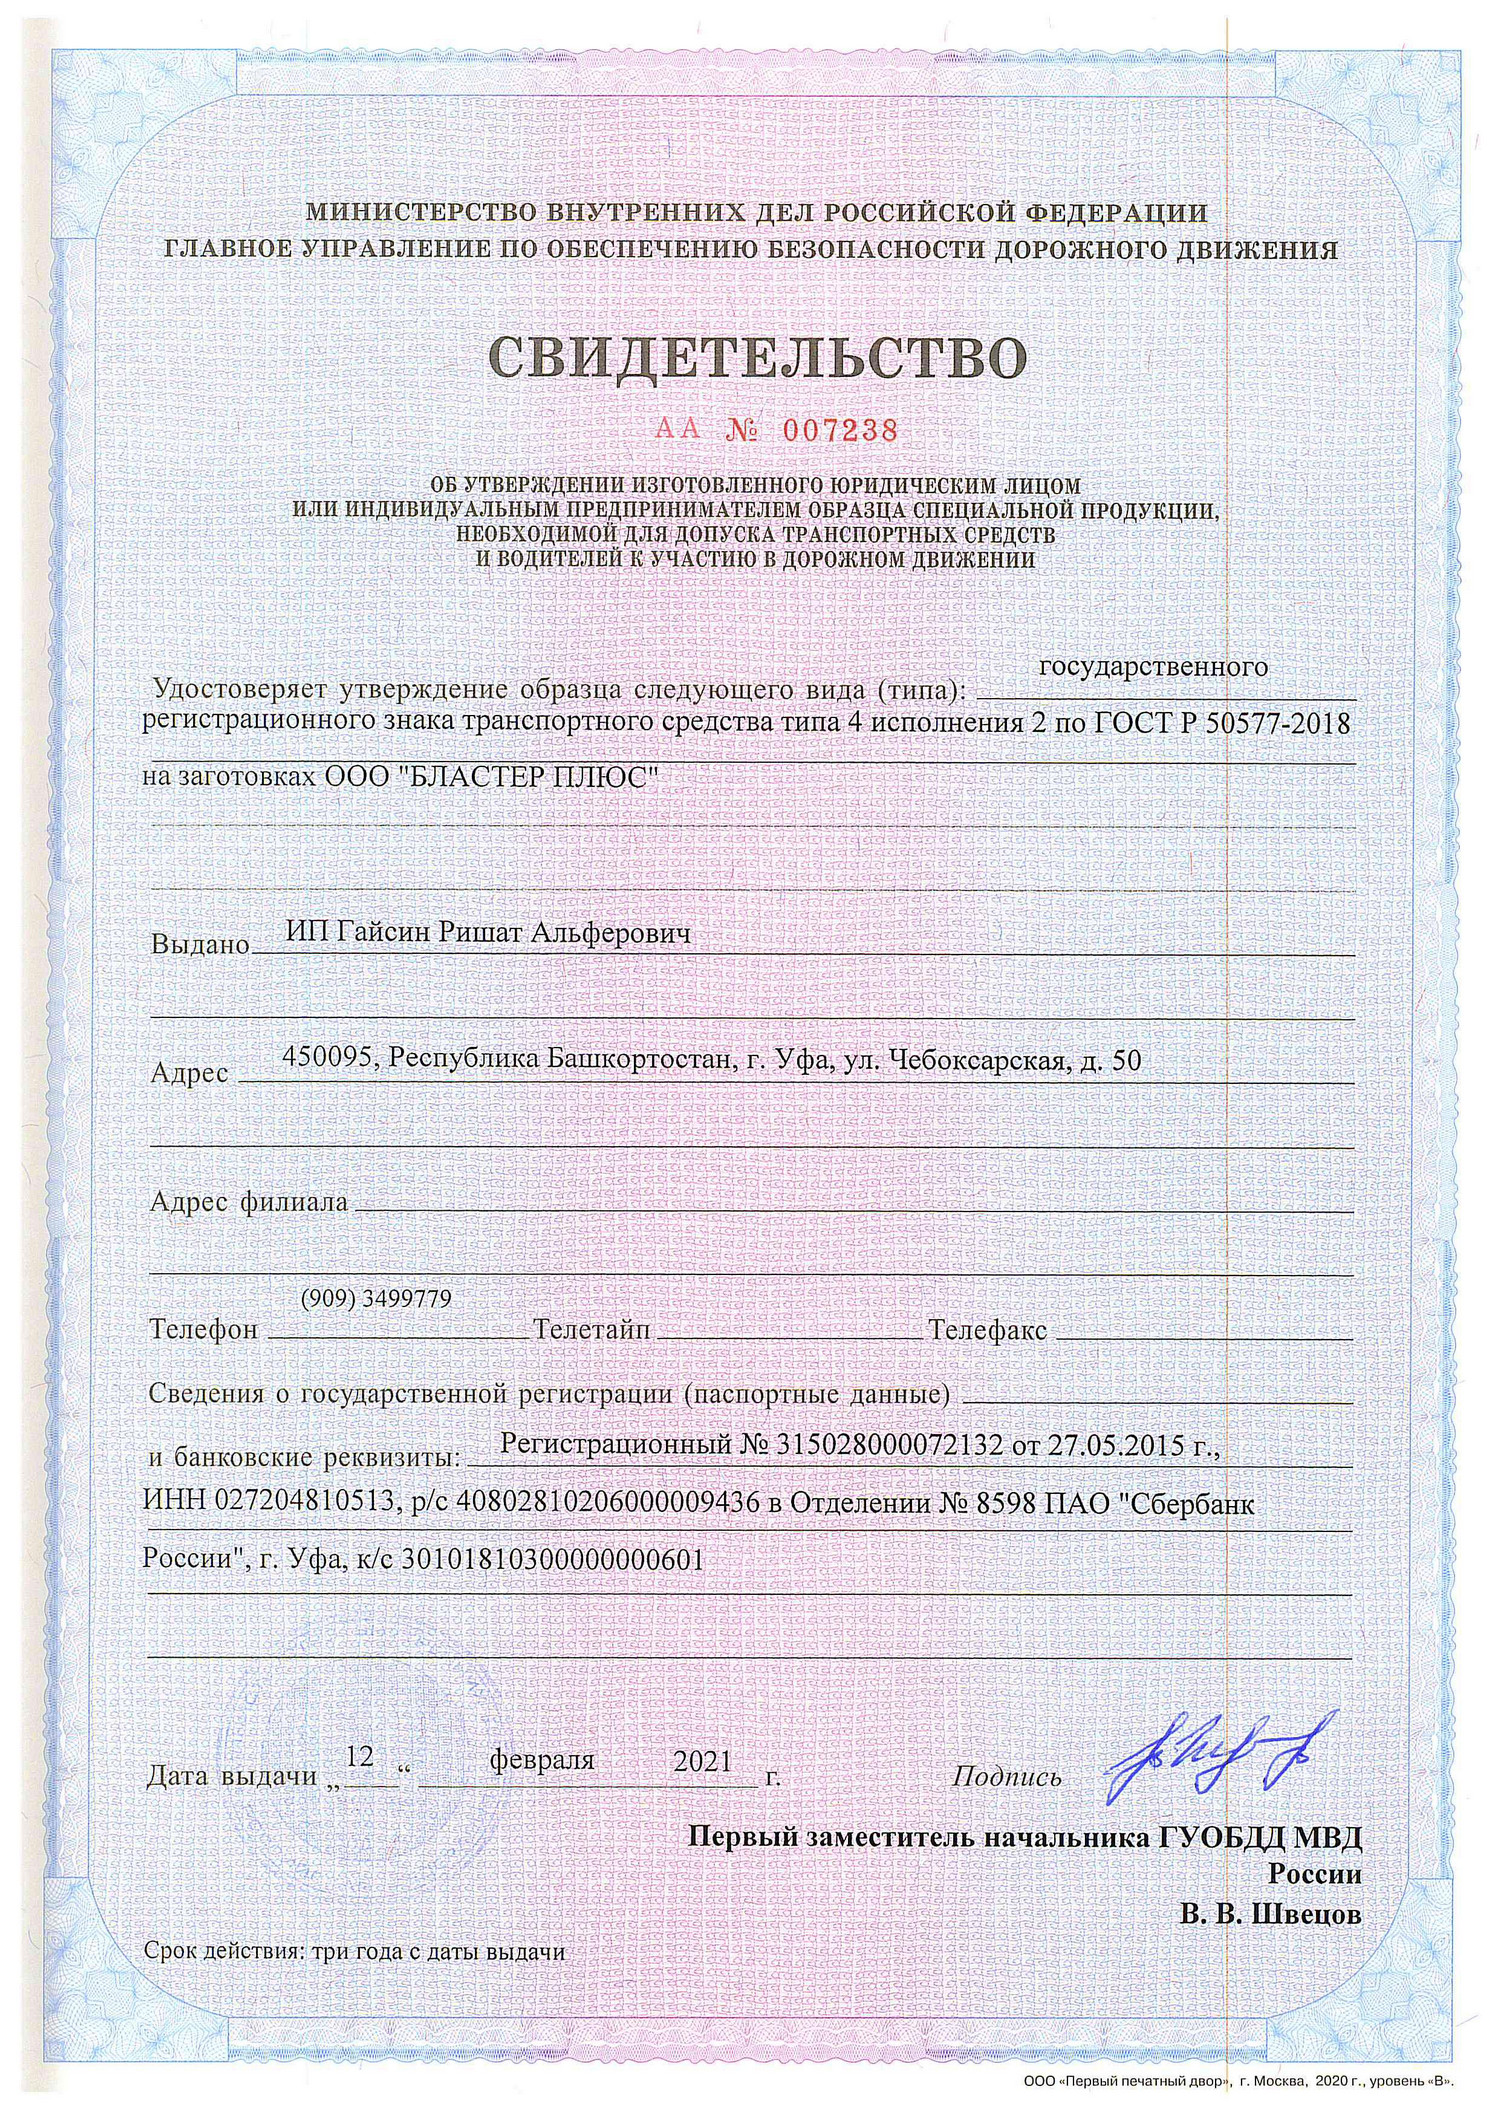 МИНИСТЕРСТВО ВНУТРЕННИХ ДЕЛ РОССИЙСКОЙ ФЕДЕРАЦИИ
ГЛАВНОЕ УПРАВЛЕНИЕ ПО ОБЕСПЕЧЕНИЮ БЕЗОПАСНОСТИ ДОРОЖНОГО ДВИЖЕНИЯ
СВИДЕТЕЛЬСТВО
АА № 007238
ОБ УТВЕРЖДЕНИИ ИЗГОТОВЛЕННОГО ЮРИДИЧЕСКИМ ЛИЦОМ
ИЛИ ИНДИВИДУАЛЬНЫМ ПРЕДПРИНИМАТЕЛЕМ ОБРАЗЦА СПЕЦИАЛЬНОЙ ПРОДУКЦИИ,
НЕОБХОДИМОЙ ДЛЯ ДОПУСКА ТРАНСПОРТНЫХ СРЕДСТВ
И ВОДИТЕЛЕЙ К УЧАСТИЮ В ДОРОЖНОМ ДВИЖЕНИИ
Удостоверяет утверждение образца следующего вида (типа): государственного
регистрационного знака транспортного средства типа 4 исполнения 2 по ГОСТ Р 50577-2018
на заготовках ООО "БЛАСТЕР ПЛЮС"
Выдано ИП Гайсин Ришат Альферович
Адрес 450095, Республика Башкортостан, г. Уфа, ул. Чебоксарская, д. 50
Адрес филиала
Телефон (909) 3499779 Телетайп Телефакс
Сведения о государственной регистрации (паспортные данные)
и банковские реквизиты: Регистрационный № 315028000072132 от 27.05.2015 г.,
ИНН 027204810513, р/с 40802810206000009436 в Отделении № 8598 ПАО "Сбербанк
России", г. Уфа, к/с 30101810300000000601
Дата выдачи „12“ февраля 2021 г. Подпись
Первый заместитель начальника ГУОБДД МВД
России
В. В. Швецов
Срок действия: три года с даты выдачи
ООО «Первый печатный двор», г. Москва, 2020 г., уровень «В».